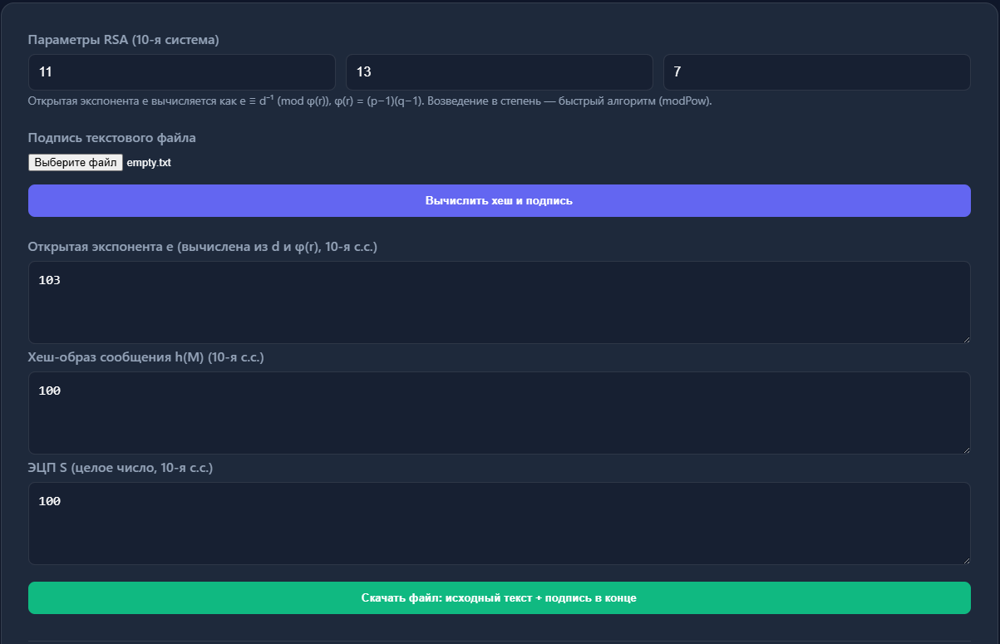 Параметры RSA (10-я система)
11 13 7
Открытая экспонента e вычисляется как e ≡ d⁻¹ (mod φ(r)), φ(r) = (p−1)(q−1). Возведение в степень — быстрый алгоритм (modPow).
Подпись текстового файла
Выберите файл empty.txt
Вычислить хеш и подпись
Открытая экспонента e (вычислена из d и φ(r), 10-я с.с.)
103
Хеш-образ сообщения h(M) (10-я с.с.)
100
ЭЦП S (целое число, 10-я с.с.)
100
Скачать файл: исходный текст + подпись в конце